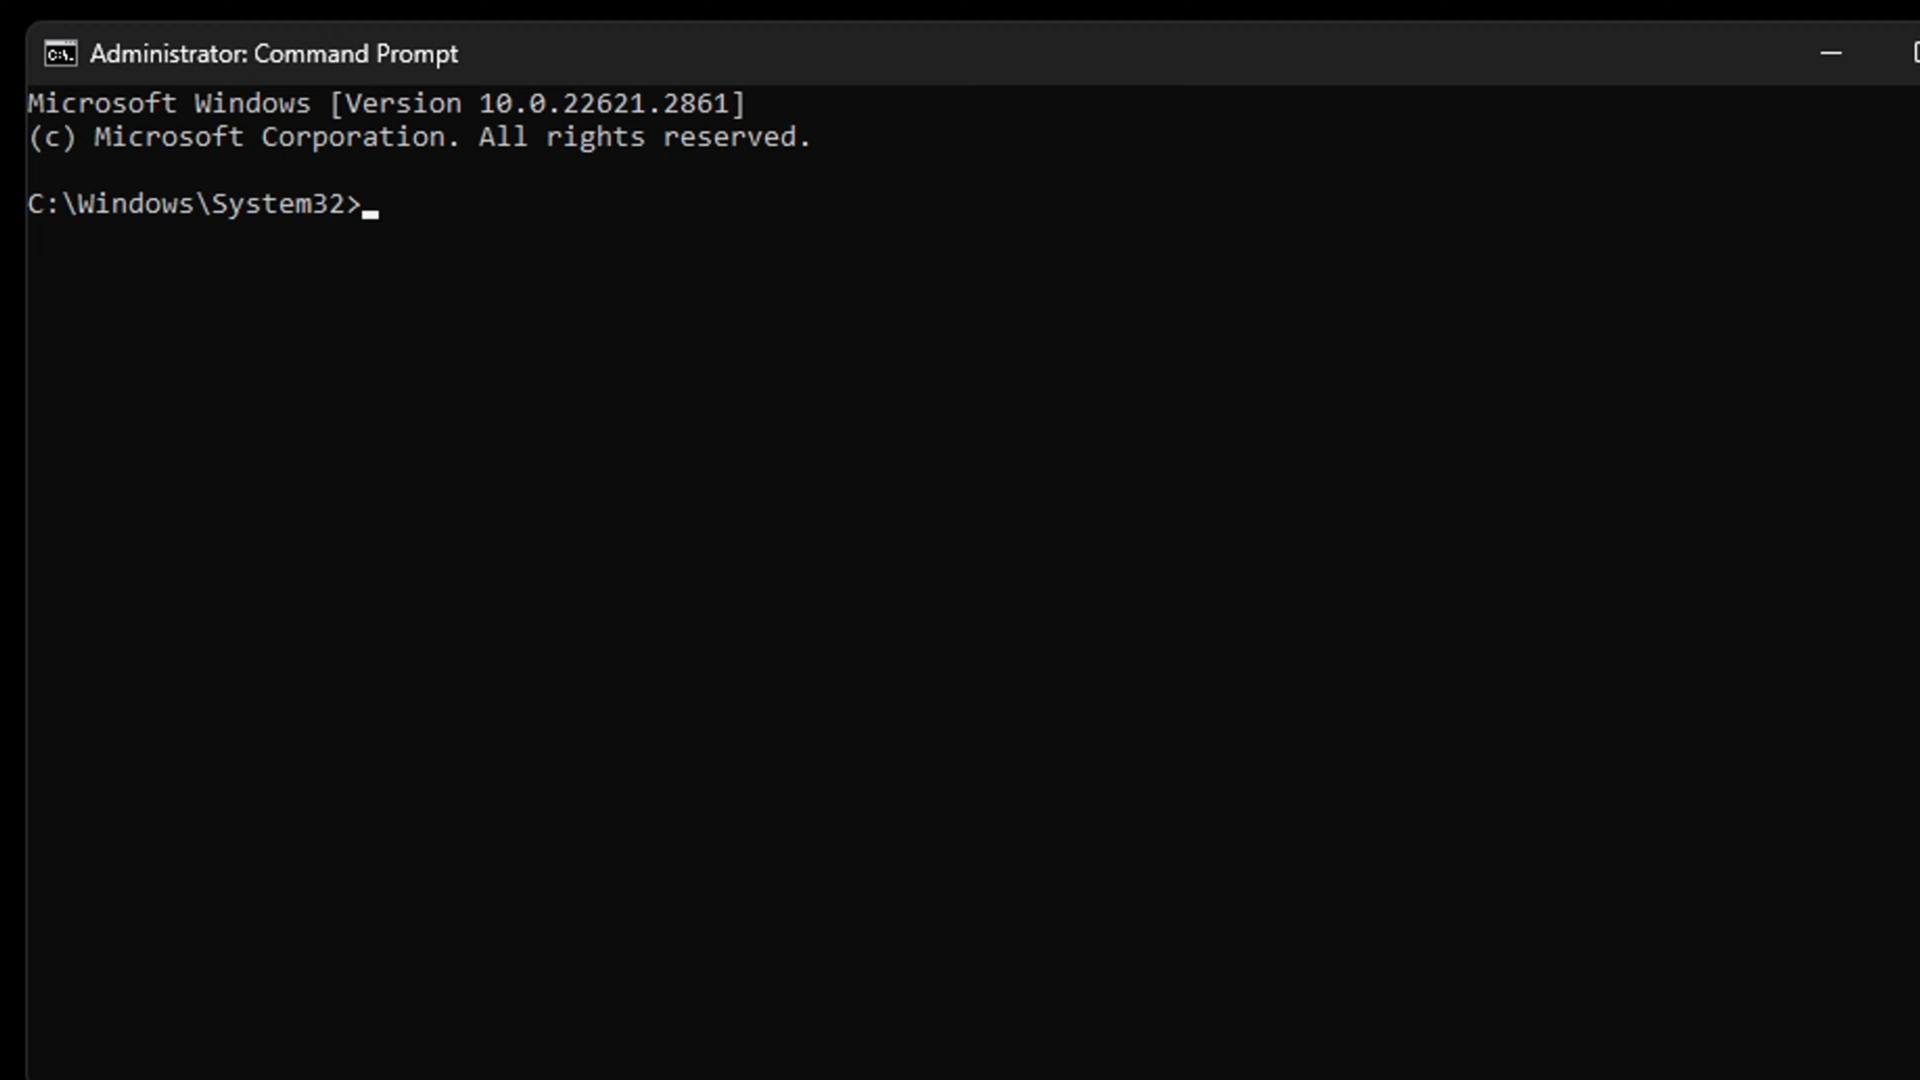 C:\.
Administrator: Command Prompt
Microsoft Windows [Version 10.0.22621.2861]
(c) Microsoft Corporation. All rights reserved.
C:\Windows\System32>